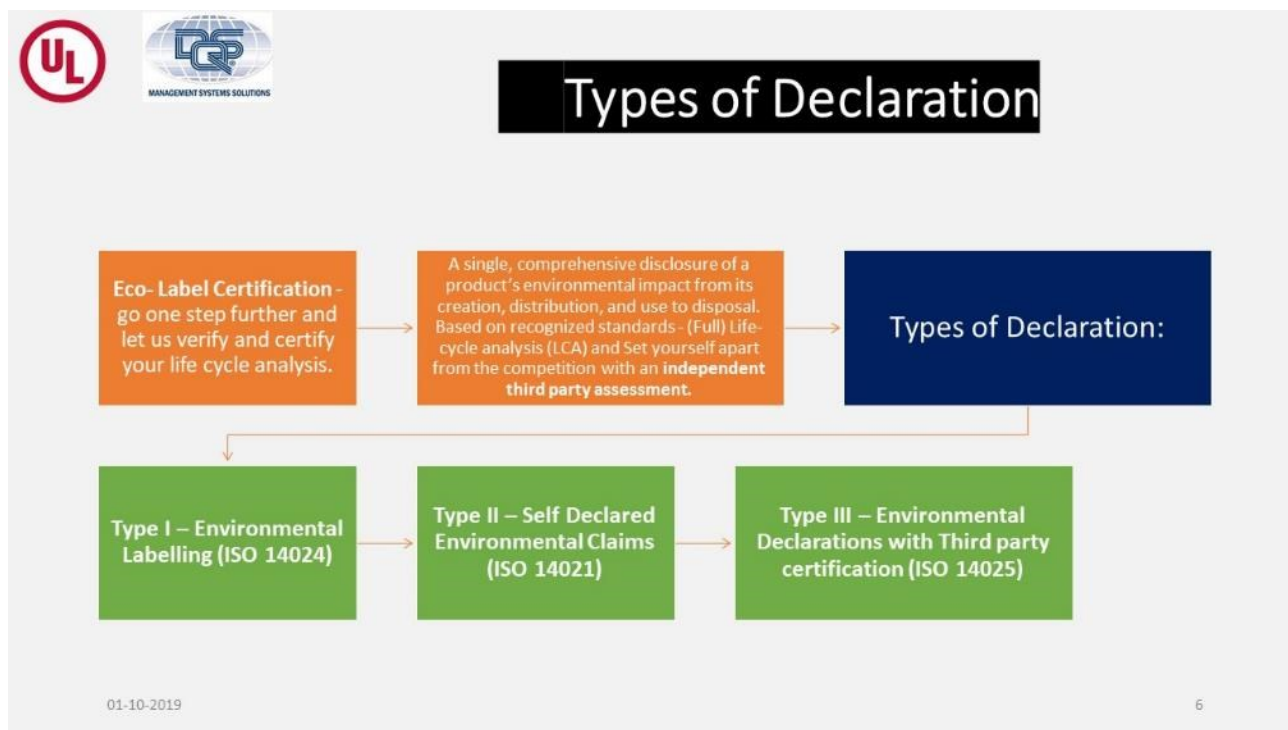 UL
DQS
MANAGEMENT SYSTEMS SOLUTIONS
Types of Declaration
Eco- Label Certification -
go one step further and
let us verify and certify
your life cycle analysis.
A single, comprehensive disclosure of a
product's environmental impact from its
creation, distribution, and use to disposal.
Based on recognized standards - (Full) Life-
cycle analysis (LCA) and Set yourself apart
from the competition with an independent
third party assessment.
Types of Declaration:
Type I – Environmental
Labelling (ISO 14024)
Type II – Self Declared
Environmental Claims
(ISO 14021)
Type III – Environmental
Declarations with Third party
certification (ISO 14025)
01-10-2019
6